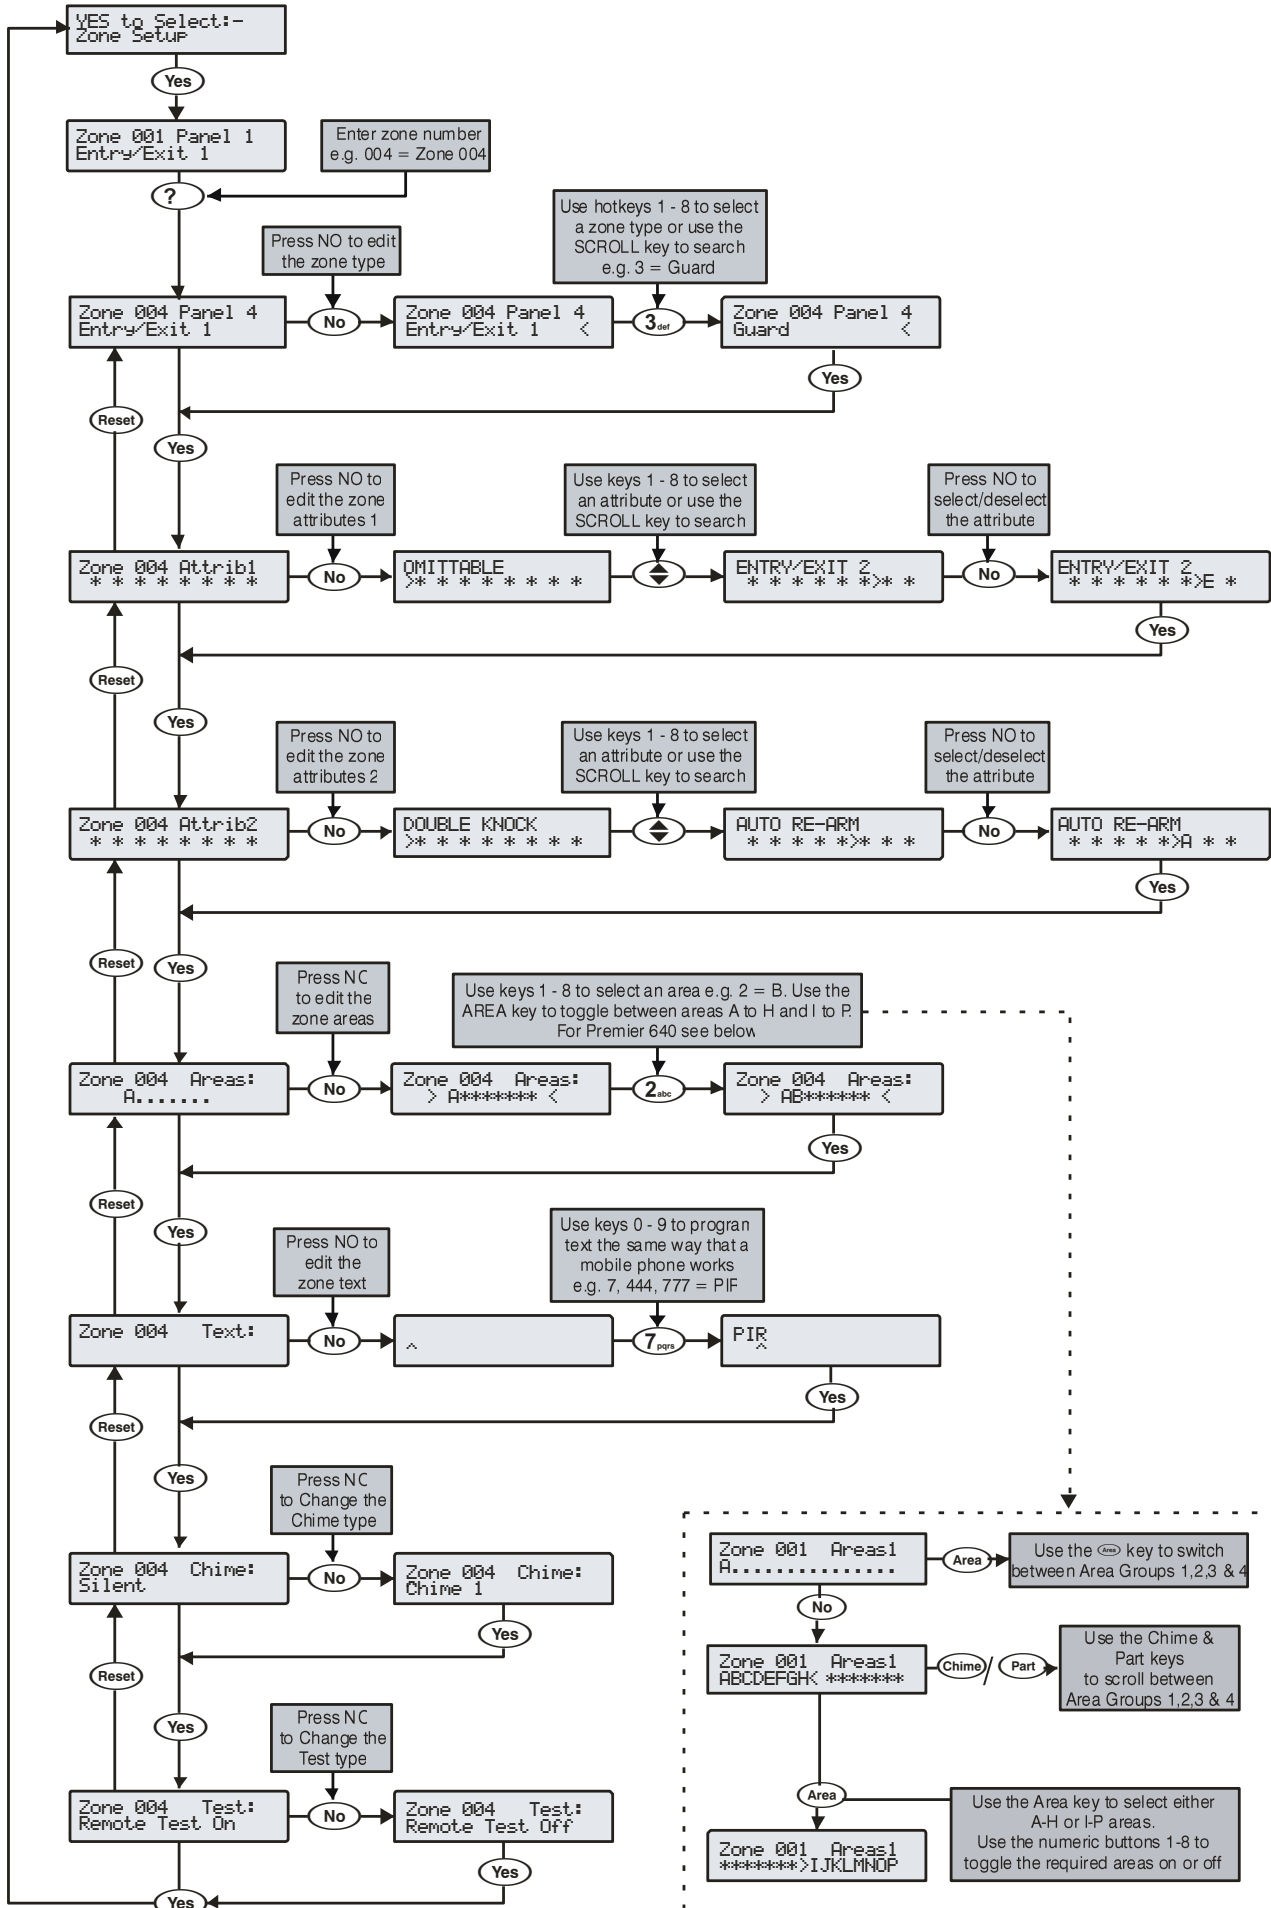 YES to Select:-
Zone Setup
Yes
Zone 001 Panel 1
Entry/Exit 1
Enter zone number
e.g. 004 = Zone 004
?
Use hotkeys 1 - 8 to select
a zone type or use the
SCROLL key to search
e.g. 3 = Guard
Press NO to edit
the zone type
Zone 004 Panel 4
Entry/Exit 1
No
Zone 004 Panel 4
Entry/Exit 1 <
3def
Zone 004 Panel 4
Guard <
Yes
Reset
Yes
Press NO to
edit the zone
attributes 1
Use keys 1 - 8 to select
an attribute or use the
SCROLL key to search
Press NO to
select/deselect
the attribute
Zone 004 Attrib1
* * * * * * * *
No
OMITTABLE
>* * * * * * * *
ENTRY/EXIT 2
* * * * * *>* *
No
ENTRY/EXIT 2
* * * * * *>E *
Yes
Reset
Yes
Press NO to
edit the zone
attributes 2
Use keys 1 - 8 to select
an attribute or use the
SCROLL key to search
Press NO to
select/deselect
the attribute
Zone 004 Attrib2
* * * * * * * *
No
DOUBLE KNOCK
>* * * * * * * *
AUTO RE-ARM
* * * * *>* * *
No
AUTO RE-ARM
* * * * *>A * *
Yes
Reset
Yes
Press NC
to edit the
zone areas
Use keys 1 - 8 to select an area e.g. 2 = B. Use the
AREA key to toggle between areas A to H and I to P.
For Premier 640 see below
Zone 004 Areas:
A.......
No
Zone 004 Areas:
> A******* <
2abc
Zone 004 Areas:
> AB****** <
Yes
Reset
Yes
Press NO to
edit the
zone text
Use keys 0 - 9 to program
text the same way that a
mobile phone works
e.g. 7, 444, 777 = PIF
Zone 004 Text:
No
^
7pqrs
PIR
^
Yes
Reset
Yes
Press NC
to Change the
Chime type
Zone 004 Chime:
Silent
No
Zone 004 Chime:
Chime 1
Yes
Reset
Yes
Press NC
to Change the
Test type
Zone 004 Test:
Remote Test On
No
Zone 004 Test:
Remote Test Off
Yes
Yes
Zone 001 Areas1
A...............
Area
Use the Area key to switch
between Area Groups 1,2,3 & 4
No
Zone 001 Areas1
ABCDEFGH< *******
Chime / Part
Use the Chime &
Part keys
to scroll between
Area Groups 1,2,3 & 4
Area
Use the Area key to select either
A-H or I-P areas.
Use the numeric buttons 1-8 to
toggle the required areas on or off
Zone 001 Areas1
*******>IJKLMNOP